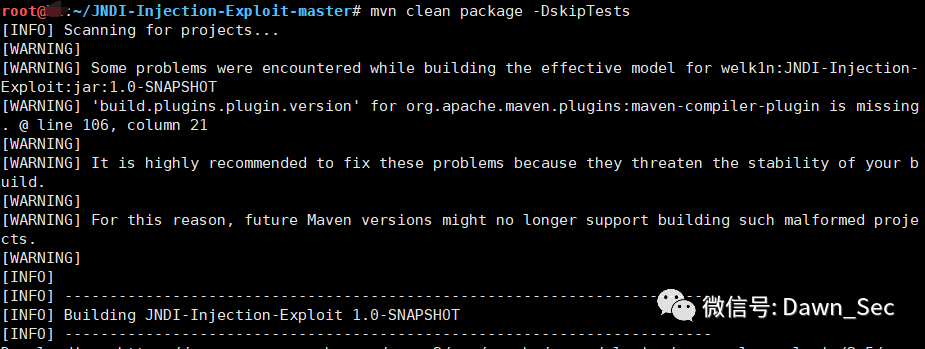 root@ :~/JNDI-Injection-Exploit-master# mvn clean package -DskipTests
[INFO] Scanning for projects...
[WARNING]
[WARNING] Some problems were encountered while building the effective model for welk1n:JNDI-Injection-
Exploit:jar:1.0-SNAPSHOT
[WARNING] 'build.plugins.plugin.version' for org.apache.maven.plugins:maven-compiler-plugin is missing
. @ line 106, column 21
[WARNING]
[WARNING] It is highly recommended to fix these problems because they threaten the stability of your b
uild.
[WARNING]
[WARNING] For this reason, future Maven versions might no longer support building such malformed proje
cts.
[WARNING]
[INFO]
[INFO] ------------------------------------------------------------------------
[INFO] Building JNDI-Injection-Exploit 1.0-SNAPSHOT
[INFO] ------------------------------------------------------------------------
微信号: Dawn_Sec